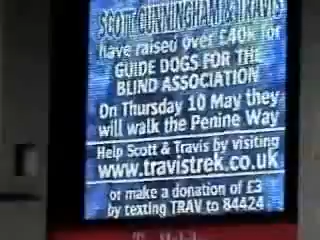 SCOTT CUNNINGHAM & TRAVIS
have raised over £40k for
GUIDE DOGS FOR THE
BLIND ASSOCIATION
On Thursday 10 May they
will walk the Penine Way
Help Scott & Travis by visiting
www.travistrek.co.uk
or make a donation of £3
by texting TRAV to 84424